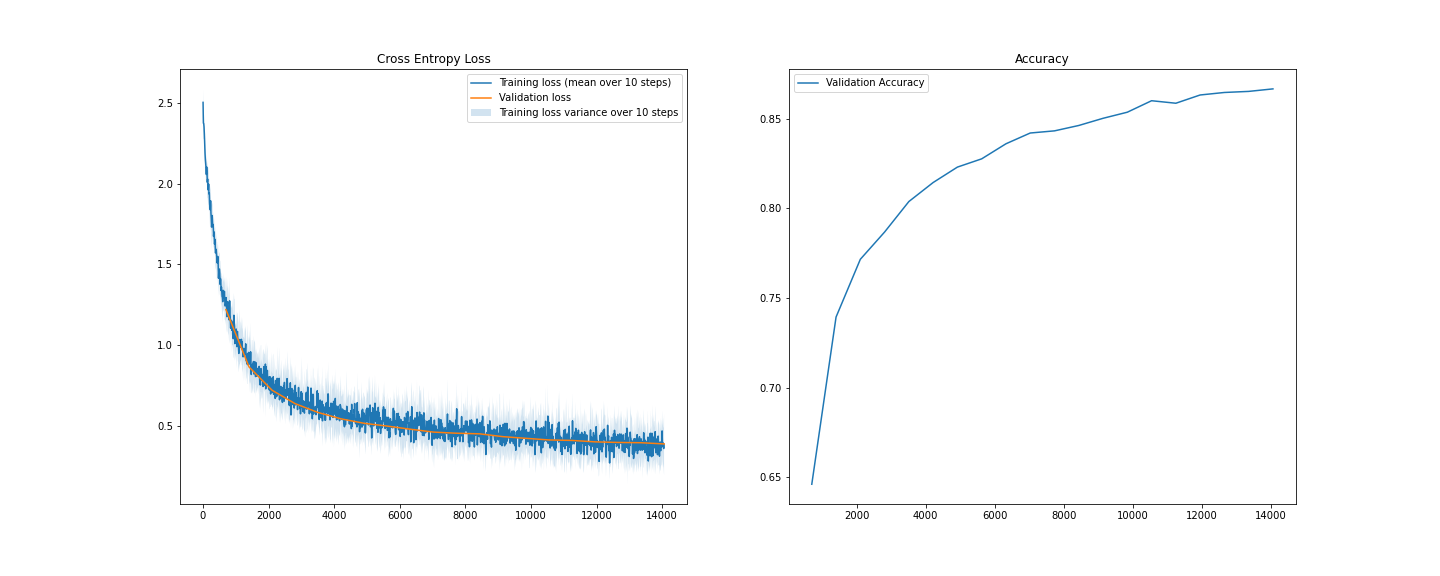 Cross Entropy Loss
Training loss (mean over 10 steps)
Validation loss
Training loss variance over 10 steps
2.5
2.0
1.5
1.0
0.5
0 2000 4000 6000 8000 10000 12000 14000
Accuracy
Validation Accuracy
0.85
0.80
0.75
0.70
0.65
2000 4000 6000 8000 10000 12000 14000